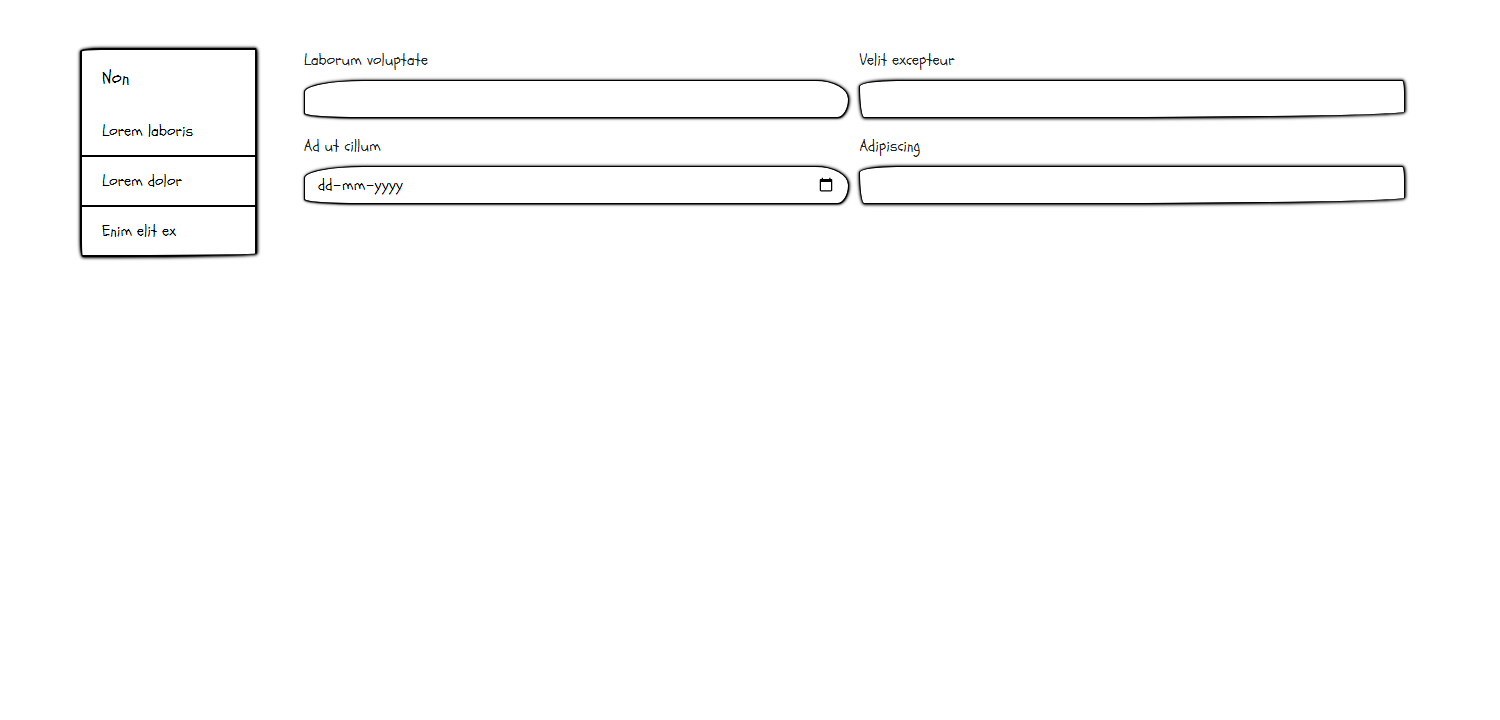 Non
Lorem laboris
Lorem dolor
Enim elit ex
Laborum voluptate
Velit excepteur
Ad ut cillum
dd-mm-yyyy
Adipiscing